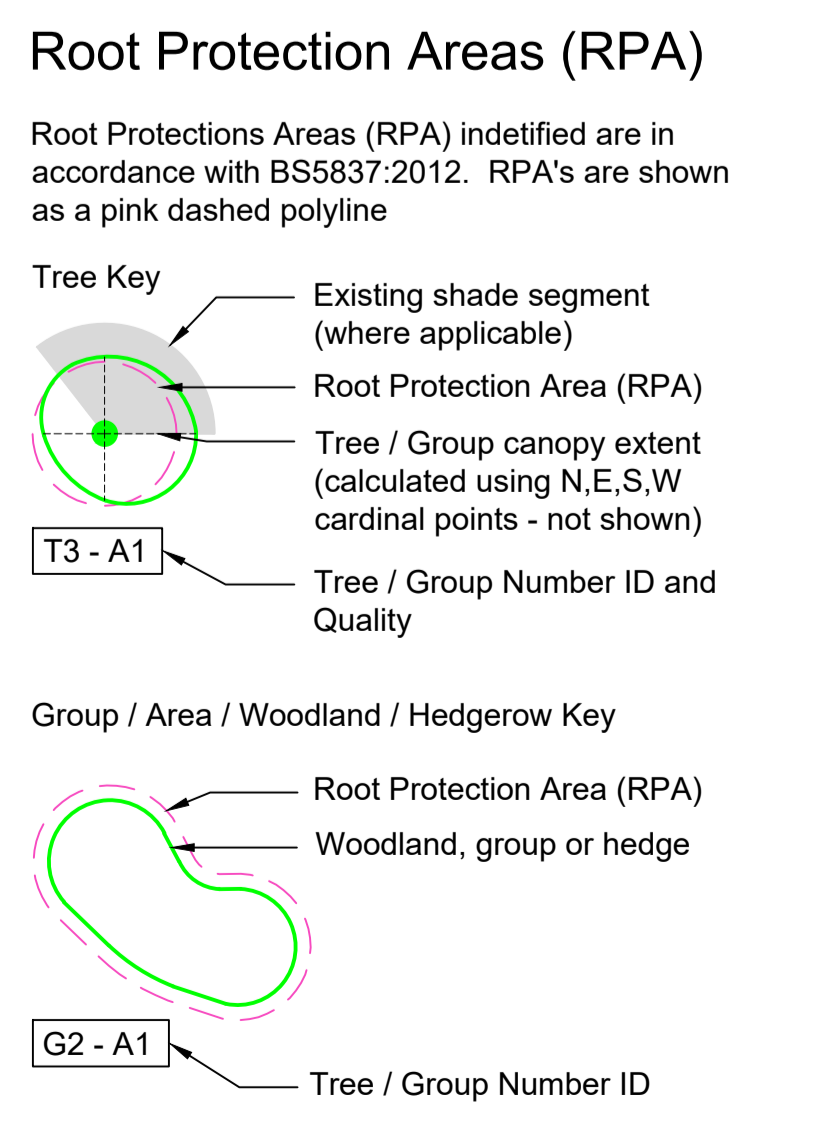 Root Protection Areas (RPA)
Root Protections Areas (RPA) indetified are in
accordance with BS5837:2012.  RPA's are shown
as a pink dashed polyline
Tree Key
Existing shade segment
(where applicable)
Root Protection Area (RPA)
Tree / Group canopy extent
(calculated using N,E,S,W
cardinal points - not shown)
T3 - A1
Tree / Group Number ID and
Quality
Group / Area / Woodland / Hedgerow Key
Root Protection Area (RPA)
Woodland, group or hedge
G2 - A1
Tree / Group Number ID